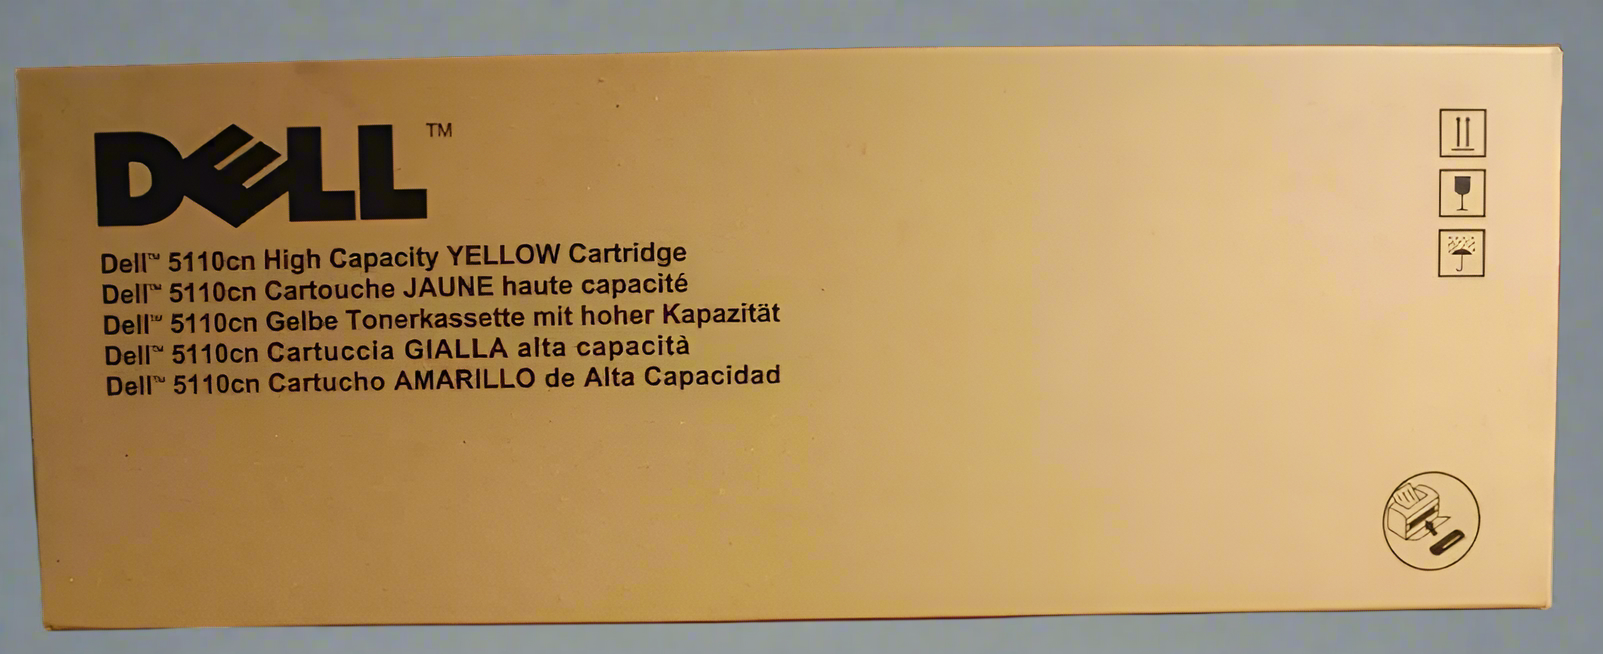 DELL™
Dell™ 5110cn High Capacity YELLOW Cartridge
Dell™ 5110cn Cartouche JAUNE haute capacité
Dell™ 5110cn Gelbe Tonerkassette mit hoher Kapazität
Dell™ 5110cn Cartuccia GIALLA alta capacità
Dell™ 5110cn Cartucho AMARILLO de Alta Capacidad